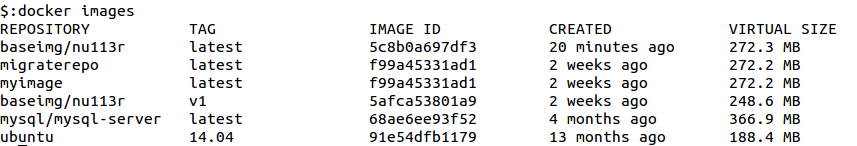 $:docker images
REPOSITORY TAG IMAGE ID CREATED VIRTUAL SIZE
baseimg/nu113r latest 5c8b0a697df3 20 minutes ago 272.3 MB
migraterepo latest f99a45331ad1 2 weeks ago 272.2 MB
myimage latest f99a45331ad1 2 weeks ago 272.2 MB
baseimg/nu113r v1 5afca53801a9 2 weeks ago 248.6 MB
mysql/mysql-server latest 68ae6ee93f52 4 months ago 366.9 MB
ubuntu 14.04 91e54dfb1179 13 months ago 188.4 MB